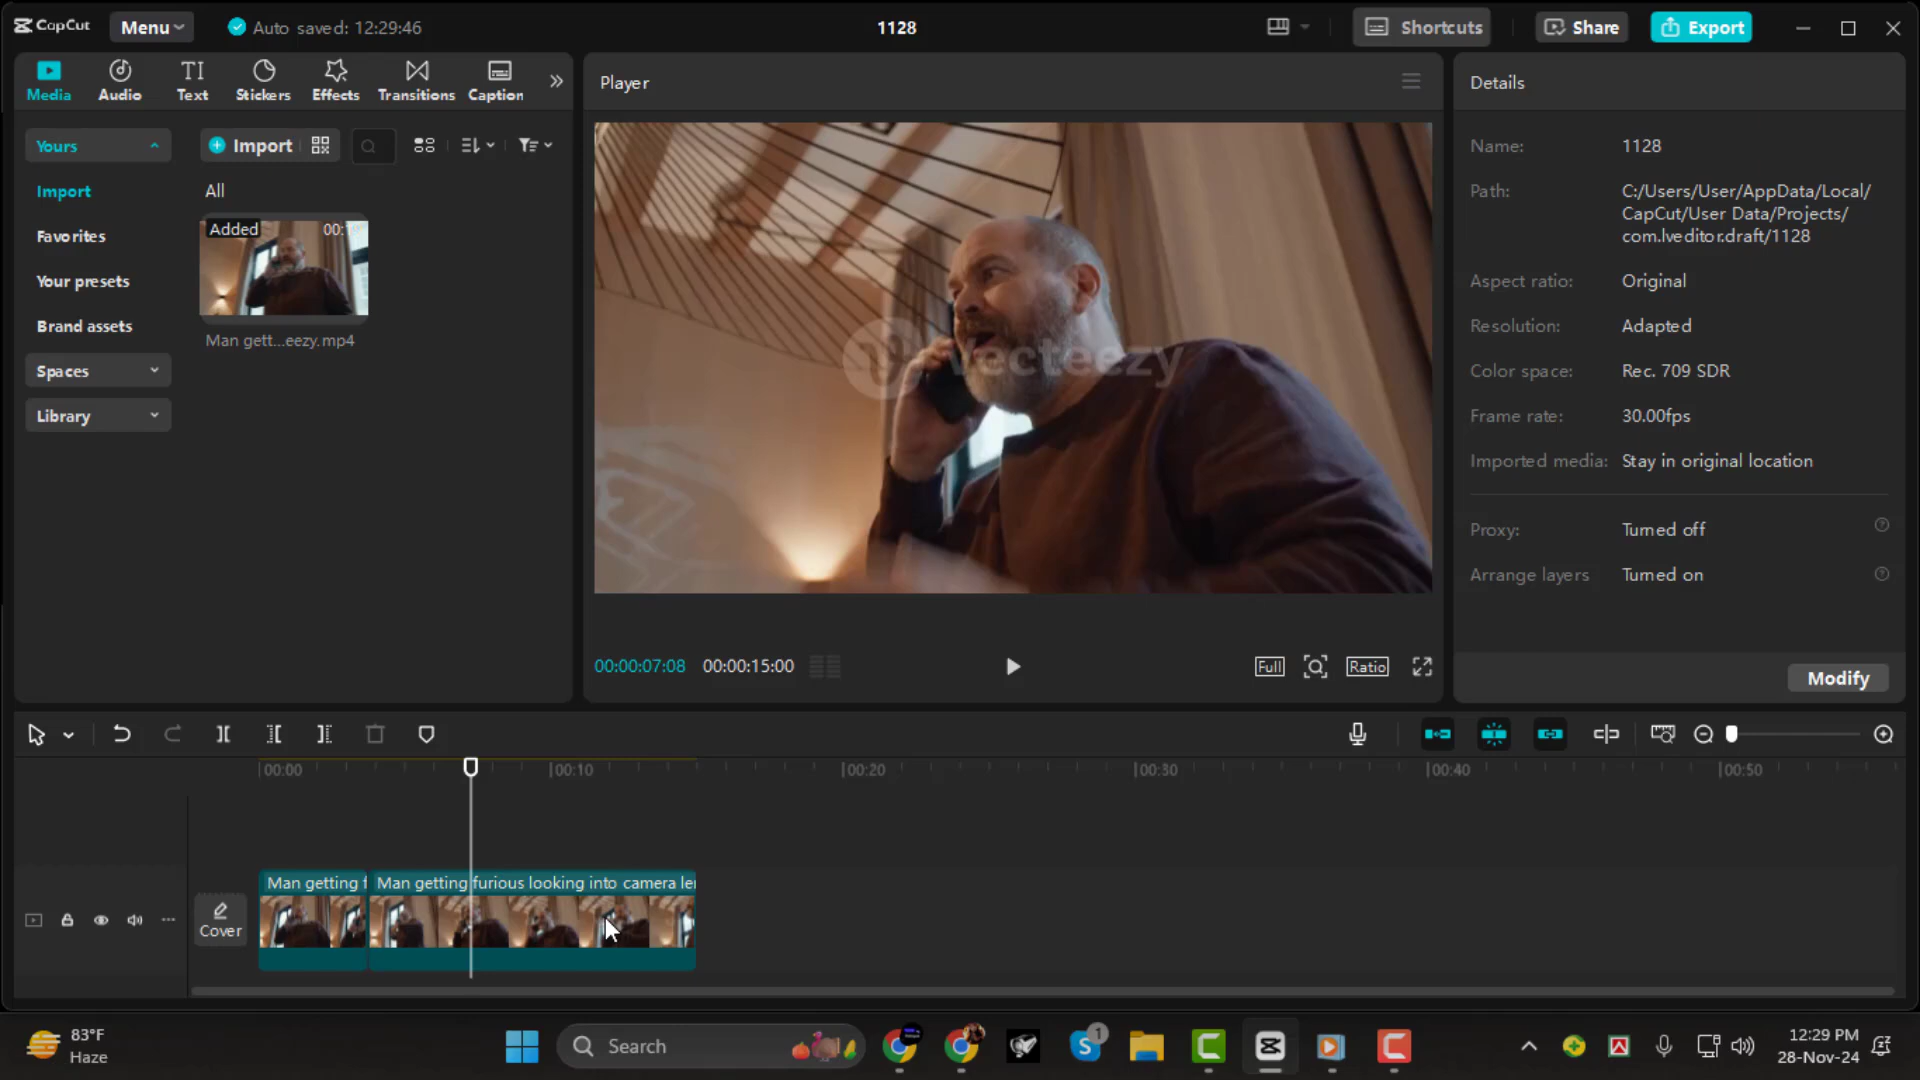 CapCut
Menu
Auto saved: 12:29:46
1128
Shortcuts
Share
Export
Media
Audio
TI
Text
Stickers
Effects
Transitions
Caption
Player
Details
Yours
Import
All
Import
Favorites
Your presets
Brand assets
Spaces
Library
Added
Man gett...eezy.mp4
Vecteezy
Name: 1128
Path: C:/Users/User/AppData/Local/
CapCut/User Data/Projects/
com.lveditor.draft/1128
Aspect ratio: Original
Resolution: Adapted
Color space: Rec. 709 SDR
Frame rate: 30.00fps
Imported media: Stay in original location
Proxy: Turned off
Arrange layers Turned on
Modify
00:00:07:08 00:00:15:00
Full
Ratio
00:00
00:10
00:20
00:30
00:40
00:50
Cover
Man getting f
Man getting furious looking into camera le
83°F
Haze
Search
S
1
12:29 PM
28-Nov-24